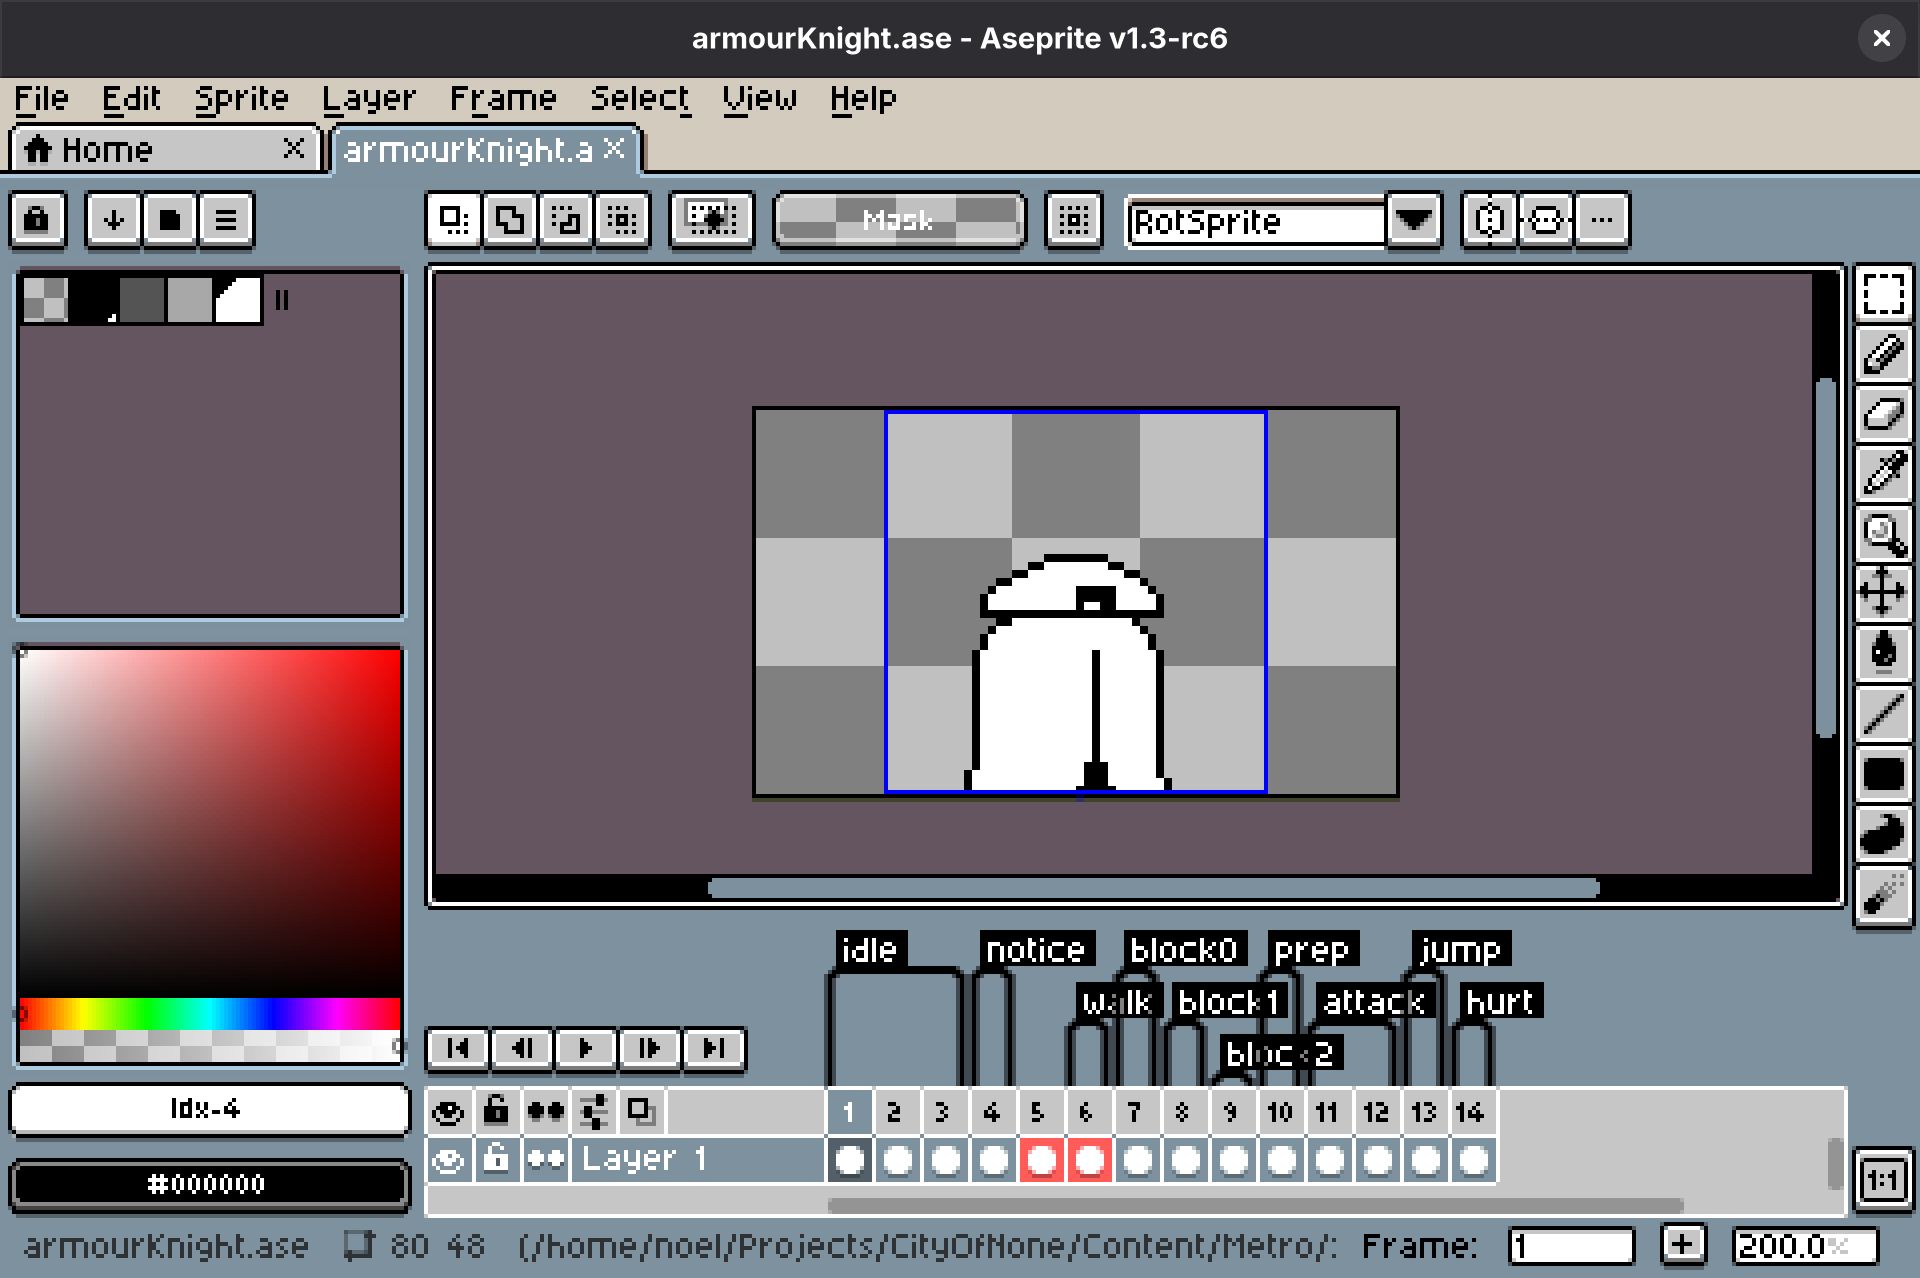 armourKnight.ase - Aseprite v1.3-rc6
File Edit Sprite Layer Frame Select View Help
Home
armourKnight.a
Mask
RotSprite
idle notice block0 prep jump
walk block1 attack hurt
block2
1 2 3 4 5 6 7 8 9 10 11 12 13 14
Layer 1
Idx-4
#000000
1:1
armourKnight.ase 80 48 (/home/noel/Projects/CityOfNone/Content/Metro/: Frame: 1 + 200.0%